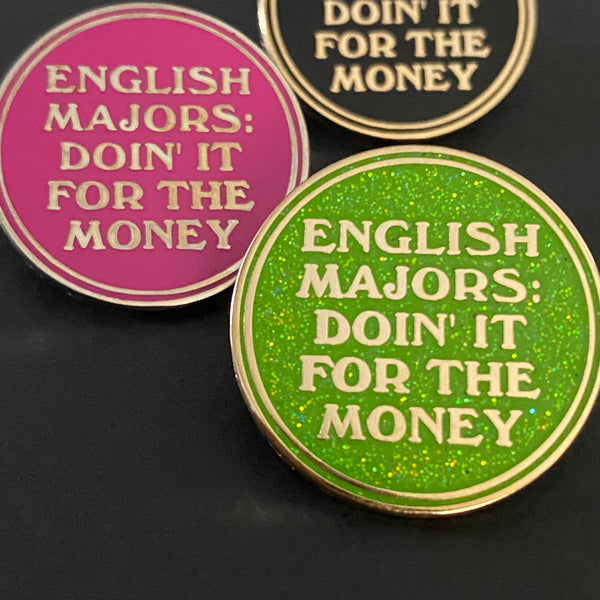 ENGLISH
MAJORS:
DOIN' IT
FOR THE
MONEY
DOIN' IT
FOR THE
MONEY
ENGLISH
MAJORS:
DOIN' IT
FOR THE
MONEY